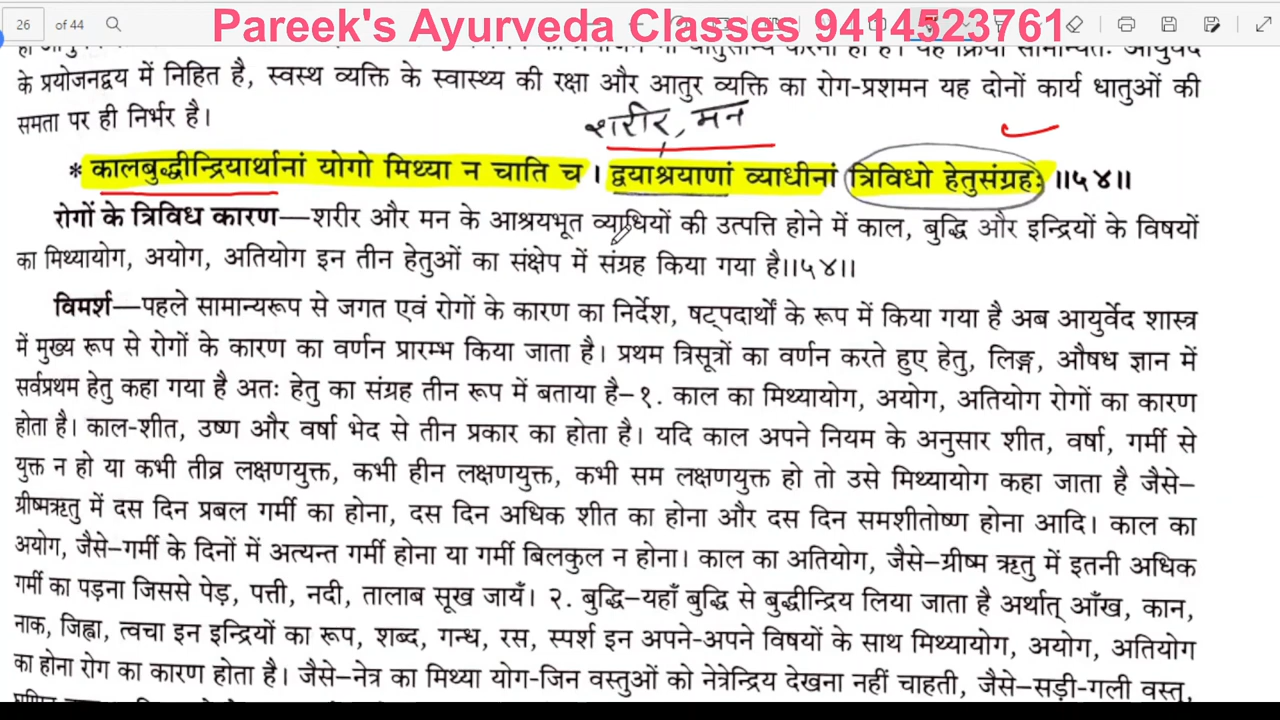 26 of 44
Pareek's Ayurveda Classes 9414523761
के प्रयोजनद्वय में निहित है, स्वस्थ व्यक्ति के स्वास्थ्य की रक्षा और आतुर व्यक्ति का रोग-प्रशमन यह दोनों कार्य धातुओं की
समता पर ही निर्भर है।
शरीर, मन
* कालबुद्धीन्द्रियार्थानां योगो मिथ्या न चाति च । द्वयाश्रयाणां व्याधीनां त्रिविधो हेतुसंग्रहः ॥५४॥
रोगों के त्रिविध कारण—शरीर और मन के आश्रयभूत व्याधियों की उत्पत्ति होने में काल, बुद्धि और इन्द्रियों के विषयों
का मिथ्यायोग, अयोग, अतियोग इन तीन हेतुओं का संक्षेप में संग्रह किया गया है॥५४॥
विमर्श—पहले सामान्यरूप से जगत एवं रोगों के कारण का निर्देश, षट्पदार्थों के रूप में किया गया है अब आयुर्वेद शास्त्र
में मुख्य रूप से रोगों के कारण का वर्णन प्रारम्भ किया जाता है। प्रथम त्रिसूत्रों का वर्णन करते हुए हेतु, लिङ्ग, औषध ज्ञान में
सर्वप्रथम हेतु कहा गया है अतः हेतु का संग्रह तीन रूप में बताया है–१. काल का मिथ्यायोग, अयोग, अतियोग रोगों का कारण
होता है। काल-शीत, उष्ण और वर्षा भेद से तीन प्रकार का होता है। यदि काल अपने नियम के अनुसार शीत, वर्षा, गर्मी से
युक्त न हो या कभी तीव्र लक्षणयुक्त, कभी हीन लक्षणयुक्त, कभी सम लक्षणयुक्त हो तो उसे मिथ्यायोग कहा जाता है जैसे–
ग्रीष्मऋतु में दस दिन प्रबल गर्मी का होना, दस दिन अधिक शीत का होना और दस दिन समशीतोष्ण होना आदि। काल का
अयोग, जैसे–गर्मी के दिनों में अत्यन्त गर्मी होना या गर्मी बिलकुल न होना। काल का अतियोग, जैसे–ग्रीष्म ऋतु में इतनी अधिक
गर्मी का पड़ना जिससे पेड़, पत्ती, नदी, तालाब सूख जायँ। २. बुद्धि–यहाँ बुद्धि से बुद्धीन्द्रिय लिया जाता है अर्थात् आँख, कान,
नाक, जिह्वा, त्वचा इन इन्द्रियों का रूप, शब्द, गन्ध, रस, स्पर्श इन अपने-अपने विषयों के साथ मिथ्यायोग, अयोग, अतियोग
का होना रोग का कारण होता है। जैसे–नेत्र का मिथ्या योग-जिन वस्तुओं को नेत्रेन्द्रिय देखना नहीं चाहती, जैसे–सड़ी-गली वस्तु,